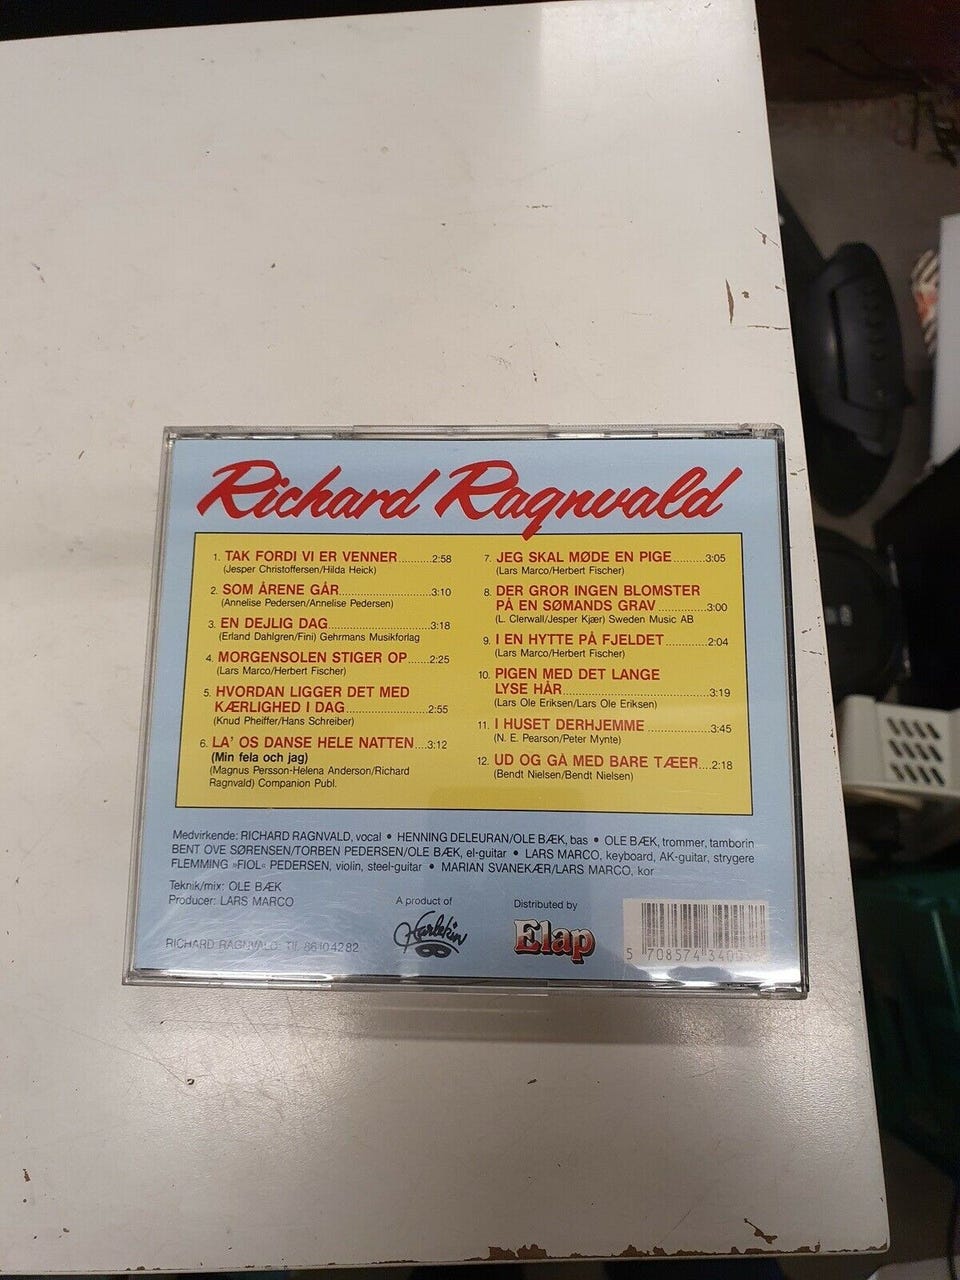 Richard Ragnvald
1. TAK FORDI VI ER VENNER..........2:58
(Jesper Christoffersen/Hilda Heick)
2. SOM ÅRENE GÅR..........3:10
(Annelise Pedersen/Annelise Pedersen)
3. EN DEJLIG DAG..........3:18
(Erland Dahlgren/Fini) Gehrmans Musikforlag
4. MORGENSOLEN STIGER OP......2:25
(Lars Marco/Herbert Fischer)
5. HVORDAN LIGGER DET MED
KÆRLIGHED I DAG..........2:55
(Knud Pheiffer/Hans Schreiber)
6. LA' OS DANSE HELE NATTEN....3:12
(Min fela och jag)
(Magnus Persson-Helena Anderson/Richard
Ragnvald) Companion Publ.
7. JEG SKAL MØDE EN PIGE..........3:05
(Lars Marco/Herbert Fischer)
8. DER GROR INGEN BLOMSTER
PÅ EN SØMANDS GRAV..........3:00
(L. Clerwall/Jesper Kjær) Sweden Music AB
9. I EN HYTTE PÅ FJELDET..........2:04
(Lars Marco/Herbert Fischer)
10. PIGEN MED DET LANGE
LYSE HÅR..........3:19
(Lars Ole Eriksen/Lars Ole Eriksen)
11. I HUSET DERHJEMME..........3:45
(N. E. Pearson/Peter Mynte)
12. UD OG GÅ MED BARE TÆER....2:18
(Bendt Nielsen/Bendt Nielsen)
Medvirkende: RICHARD RAGNVALD, vocal • HENNING DELEURAN/OLE BÆK, bas • OLE BÆK, trommer, tamborin
BENT OVE SØRENSEN/TORBEN PEDERSEN/OLE BÆK, el-guitar • LARS MARCO, keyboard, AK-guitar, strygere
FLEMMING »FIOL« PEDERSEN, violin, steel-guitar • MARIAN SVANEKÆR/LARS MARCO, kor
Teknik/mix: OLE BÆK
Producer: LARS MARCO
RICHARD RAGNVALD: Tlf. 86104282
A product of
Harlekin
Distributed by
Elap
5 708574 340